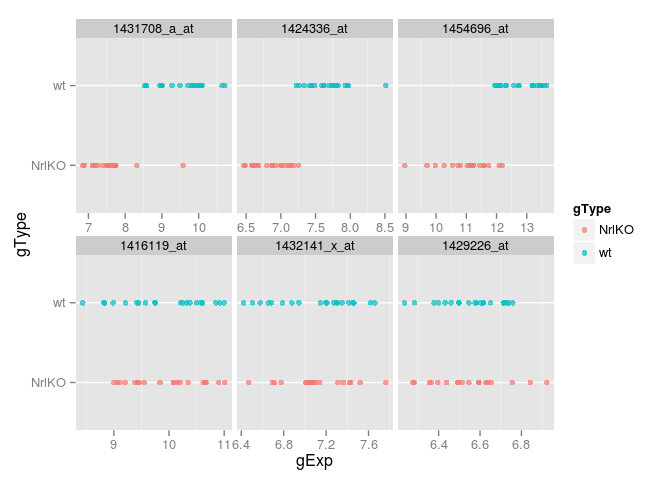 1431708_a_at 1424336_at 1454696_at
wt
NrlKO
7 8 9 10 6.5 7.0 7.5 8.0 8.5 9 10 11 12 13
gType
gType
NrlKO
wt
1416119_at 1432141_x_at 1429226_at
wt
NrlKO
9 10 11 6.4 6.8 7.2 7.6 6.4 6.6 6.8
gExp